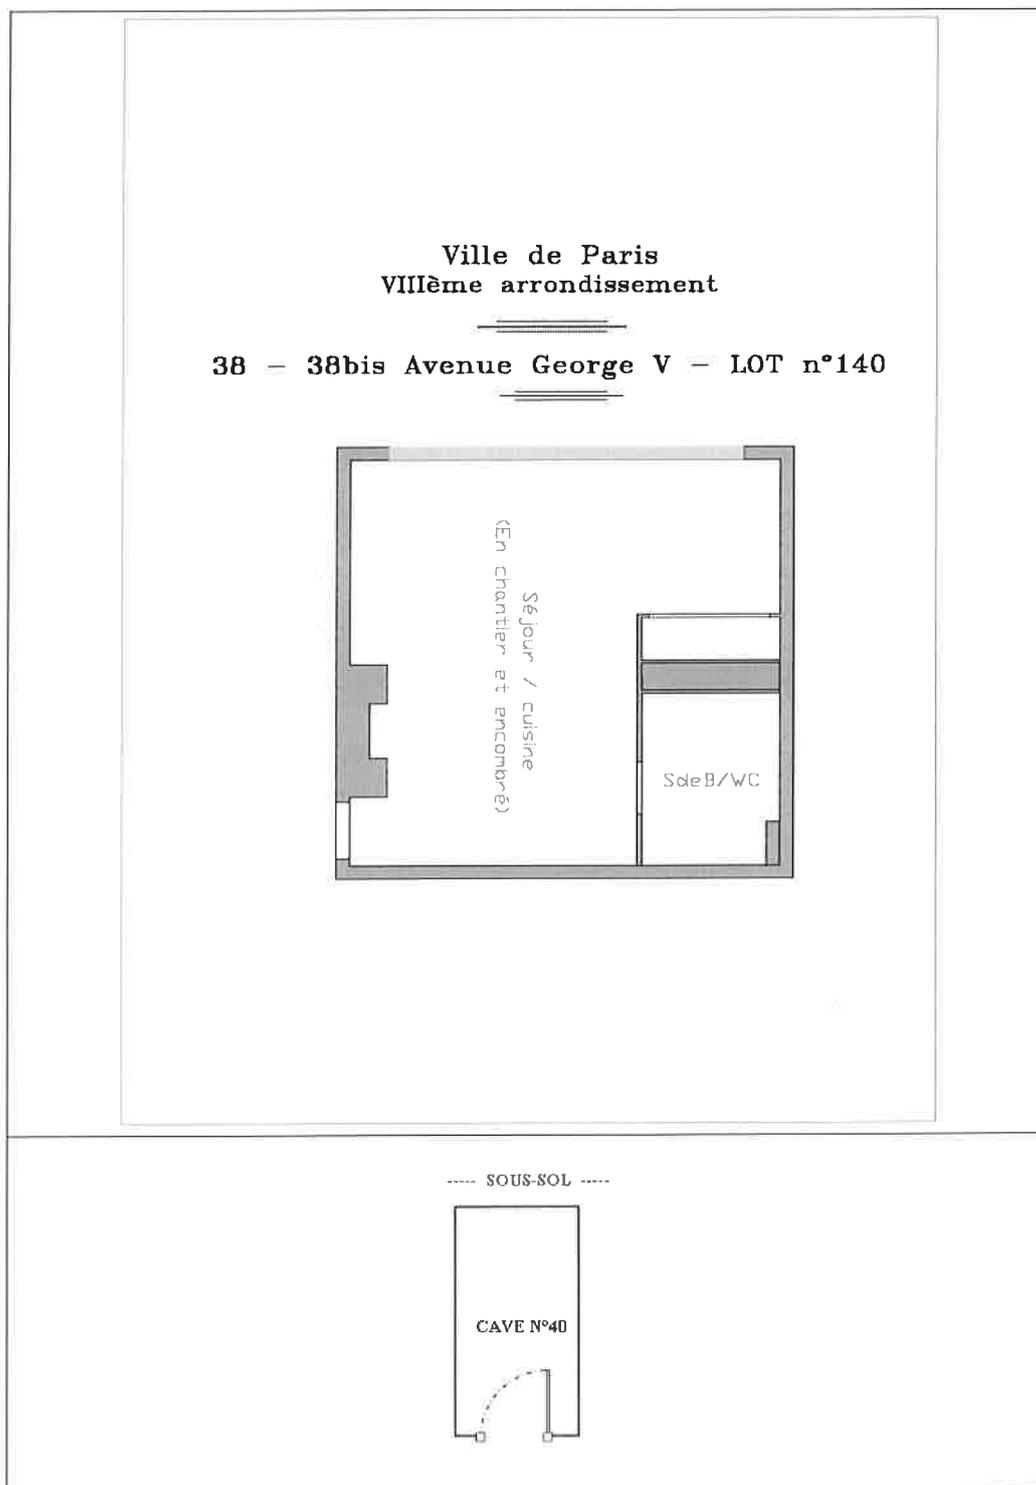 Ville de Paris
VIIIème arrondissement
38 – 38bis Avenue George V – LOT n°140
Séjour / cuisine
(En chantier et encombré)
SdeB/WC
----- SOUS-SOL -----
CAVE N°40